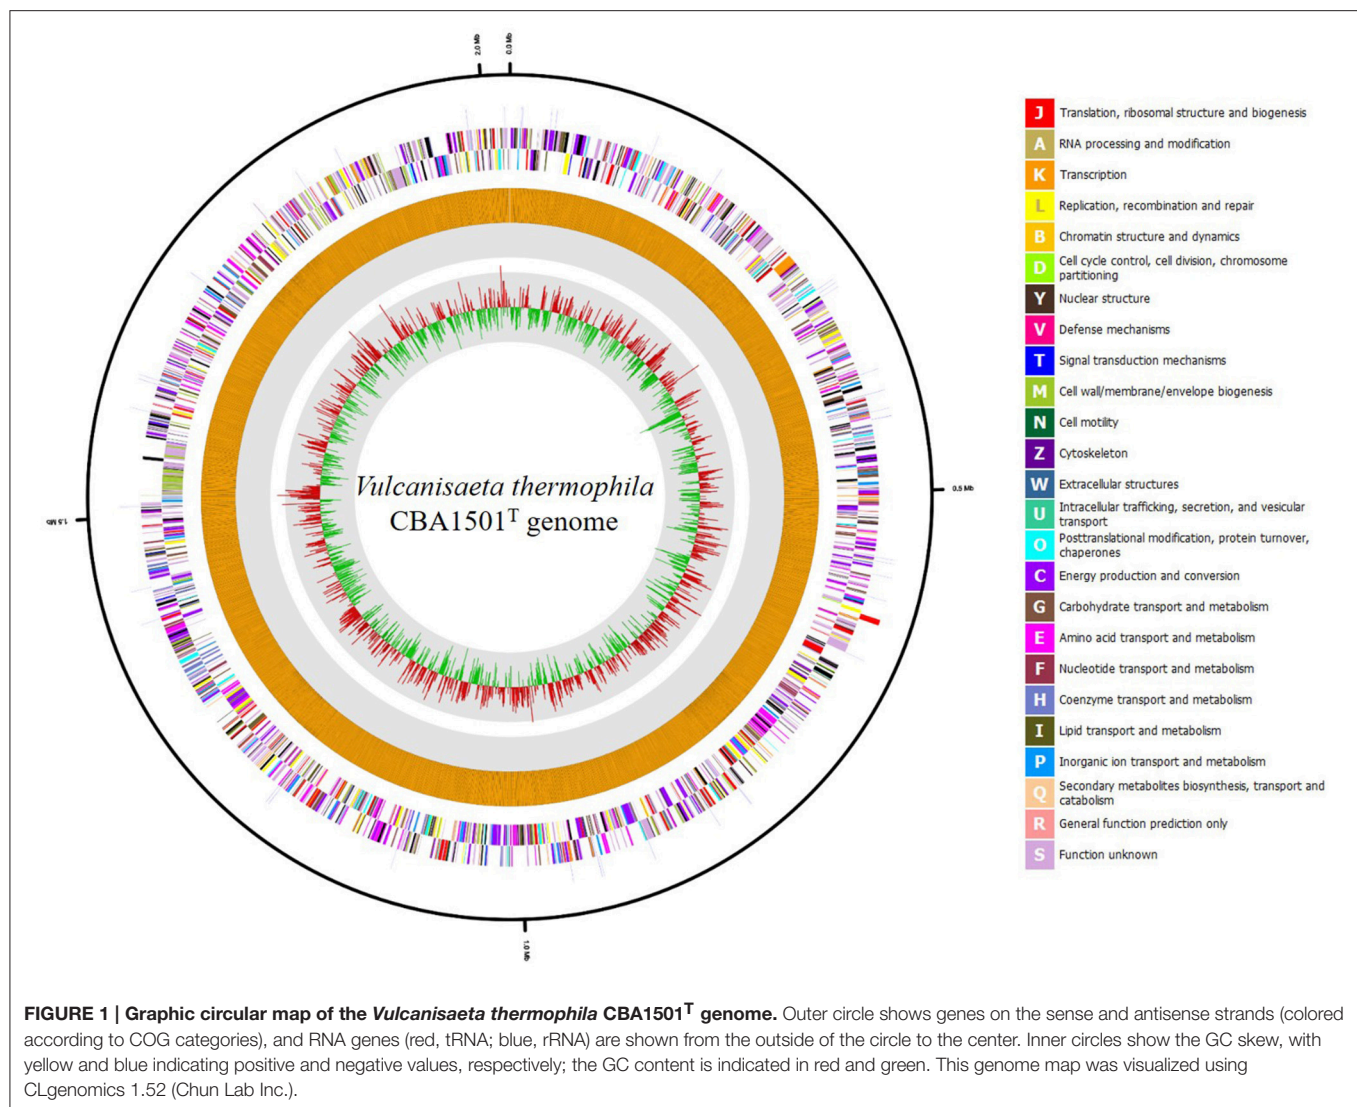 2.0 Mb
0.0 Mb
0.5 Mb
1.0 Mb
1.5 Mb
Vulcanisaeta thermophila
CBA1501T genome
J Translation, ribosomal structure and biogenesis
A RNA processing and modification
K Transcription
L Replication, recombination and repair
B Chromatin structure and dynamics
D Cell cycle control, cell division, chromosome
partitioning
Y Nuclear structure
V Defense mechanisms
T Signal transduction mechanisms
M Cell wall/membrane/envelope biogenesis
N Cell motility
Z Cytoskeleton
W Extracellular structures
U Intracellular trafficking, secretion, and vesicular
transport
O Posttranslational modification, protein turnover,
chaperones
C Energy production and conversion
G Carbohydrate transport and metabolism
E Amino acid transport and metabolism
F Nucleotide transport and metabolism
H Coenzyme transport and metabolism
I Lipid transport and metabolism
P Inorganic ion transport and metabolism
Q Secondary metabolites biosynthesis, transport and
catabolism
R General function prediction only
S Function unknown
FIGURE 1 | Graphic circular map of the Vulcanisaeta thermophila CBA1501T genome. Outer circle shows genes on the sense and antisense strands (colored
according to COG categories), and RNA genes (red, tRNA; blue, rRNA) are shown from the outside of the circle to the center. Inner circles show the GC skew, with
yellow and blue indicating positive and negative values, respectively; the GC content is indicated in red and green. This genome map was visualized using
CLgenomics 1.52 (Chun Lab Inc.).